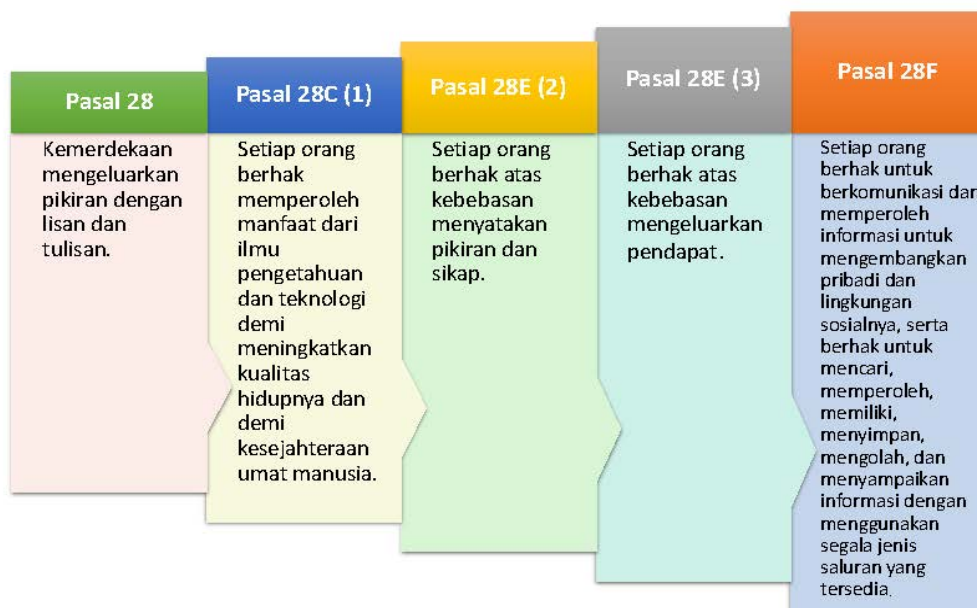 Pasal 28
Kemerdekaan
mengeluarkan
pikiran dengan
lisan dan
tulisan.
Pasal 28C (1)
Setiap orang
berhak
memperoleh
manfaat dari
ilmu
pengetahuan
dan teknologi
demi
meningkatkan
kualitas
hidupnya dan
demi
kesejahteraan
umat manusia.
Pasal 28E (2)
Setiap orang
berhak atas
kebebasan
menyatakan
pikiran dan
sikap.
Pasal 28E (3)
Setiap orang
berhak atas
kebebasan
mengeluarkan
pendapat.
Pasal 28F
Setiap orang
berhak untuk
berkomunikasi dan
memperoleh
informasi untuk
mengembangkan
pribadi dan
lingkungan
sosialnya, serta
berhak untuk
mencari,
memperoleh,
memiliki,
menyimpan,
mengolah, dan
menyampaikan
informasi dengan
menggunakan
segala jenis
saluran yang
tersedia.